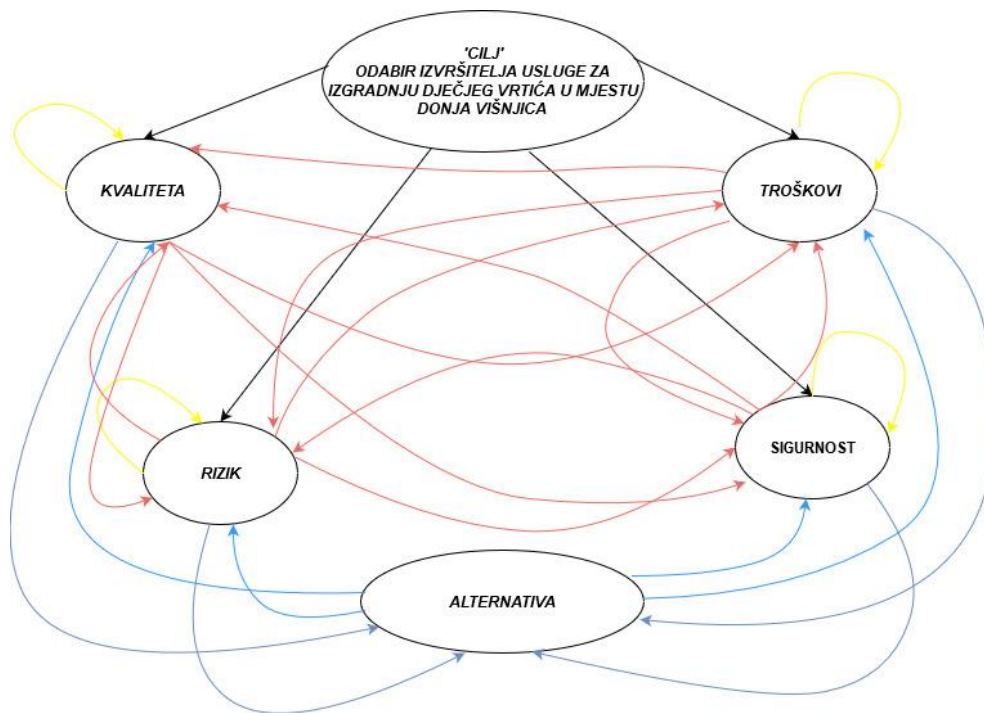 'CILJ'
ODABIR IZVRŠITELJA USLUGE ZA
IZGRADNJU DJEČJEG VRTIĆA U MJESTU
DONJA VIŠNJICA
KVALITETA
TROŠKOVI
RIZIK
SIGURNOST
ALTERNATIVA